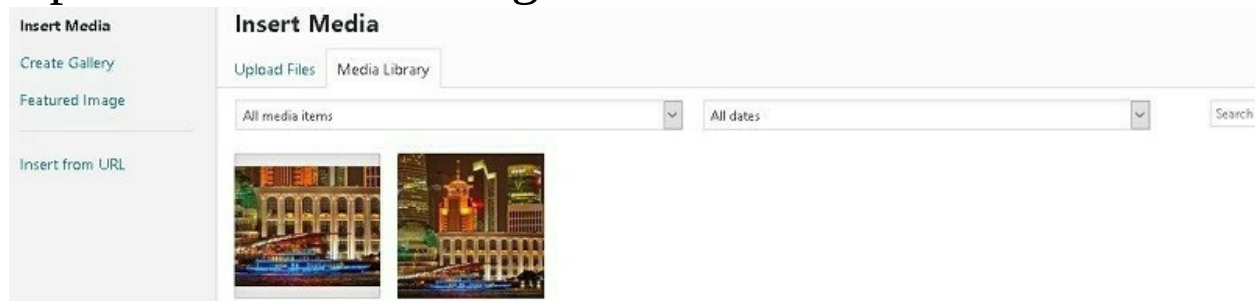 Insert Media
Create Gallery
Featured Image
Insert from URL
Insert Media
Upload Files Media Library
All media items All dates Search